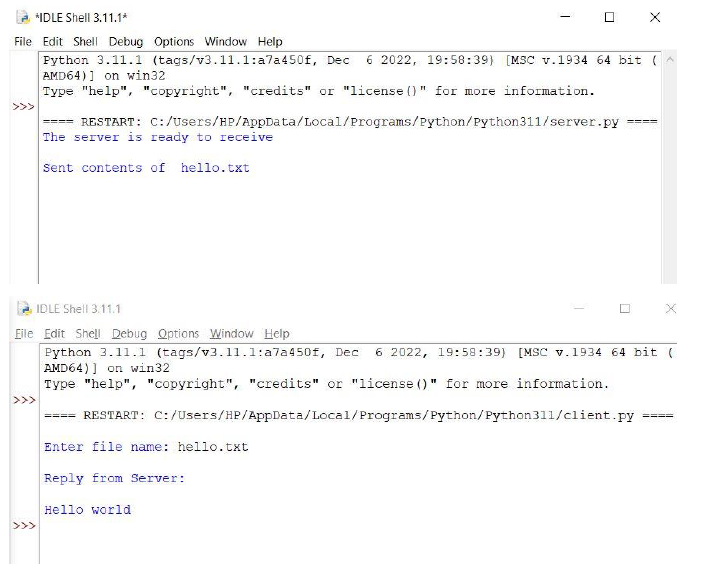 *IDLE Shell 3.11.1*
File Edit Shell Debug Options Window Help
Python 3.11.1 (tags/v3.11.1:a7a450f, Dec  6 2022, 19:58:39) [MSC v.1934 64 bit (
AMD64)] on win32
Type "help", "copyright", "credits" or "license()" for more information.
>>>
==== RESTART: C:/Users/HP/AppData/Local/Programs/Python/Python311/server.py ====
The server is ready to receive
Sent contents of  hello.txt
IDLE Shell 3.11.1
File Edit Shell Debug Options Window Help
Python 3.11.1 (tags/v3.11.1:a7a450f, Dec  6 2022, 19:58:39) [MSC v.1934 64 bit (
AMD64)] on win32
Type "help", "copyright", "credits" or "license()" for more information.
>>>
==== RESTART: C:/Users/HP/AppData/Local/Programs/Python/Python311/client.py ====
Enter file name: hello.txt
Reply from Server:
Hello world
>>>